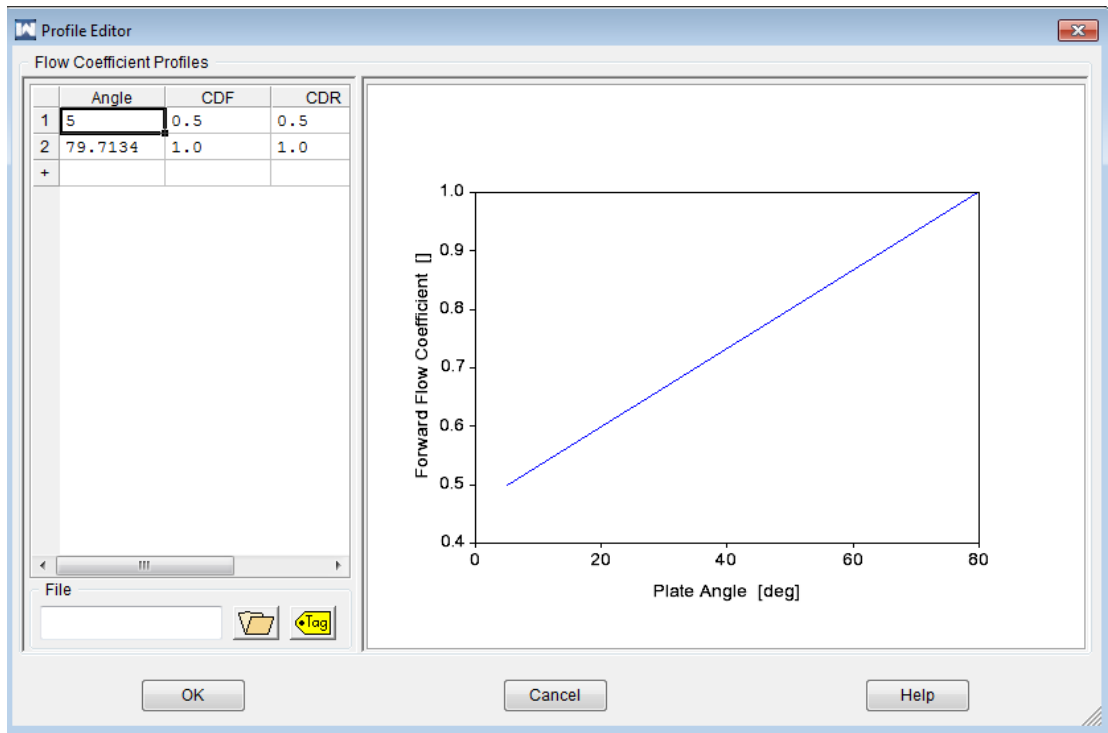 Profile Editor
Flow Coefficient Profiles
Angle CDF CDR
1 5 0.5 0.5
2 79.7134 1.0 1.0
+
1.0
0.9
0.8
0.7
0.6
0.5
0.4
Forward Flow Coefficient []
0 20 40 60 80
Plate Angle [deg]
File
Tag
OK Cancel Help